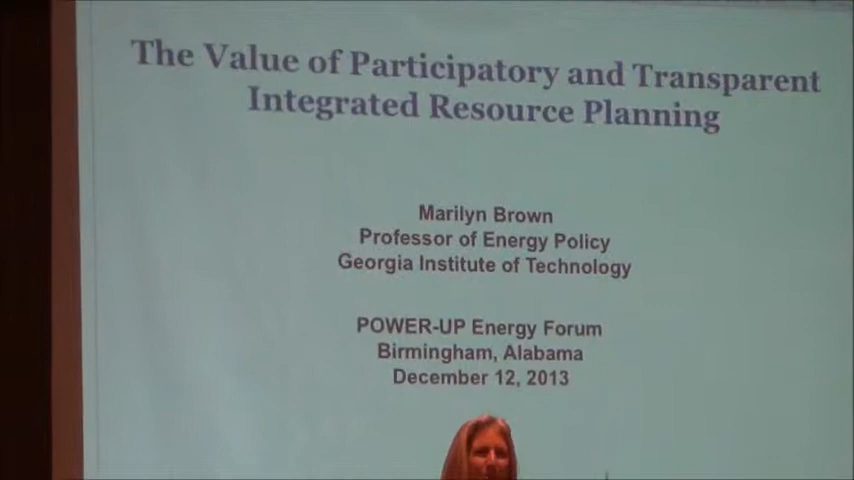 The Value of Participatory and Transparent
Integrated Resource Planning
Marilyn Brown
Professor of Energy Policy
Georgia Institute of Technology
POWER-UP Energy Forum
Birmingham, Alabama
December 12, 2013